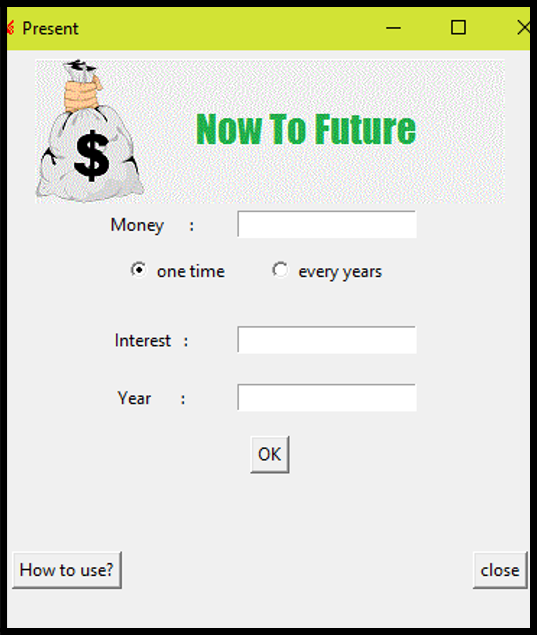 Present
$
Now To Future
Money :
one time every years
Interest :
Year :
OK
How to use? close